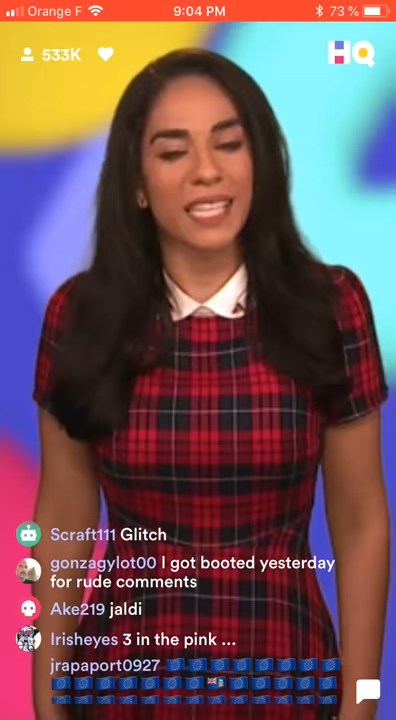 Orange F 9:04 PM 73 %
533K HQ
Scraft111 Glitch
gonzagylot00 I got booted yesterday
for rude comments
Ake219 jaldi
Irisheyes 3 in the pink ...
jrapaport0927